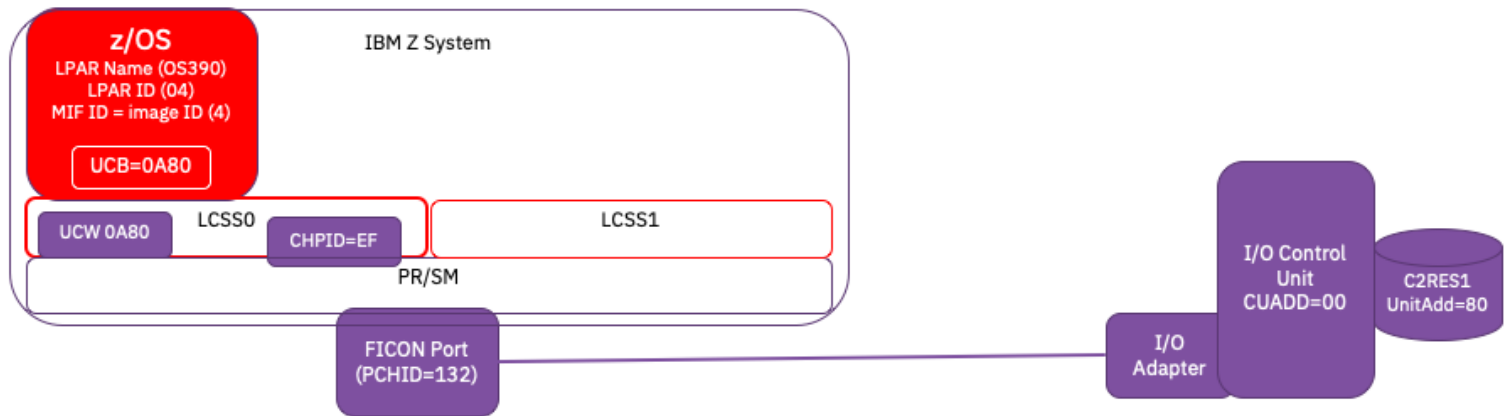 z/OS
LPAR Name (OS390)
LPAR ID (04)
MIF ID = image ID (4)
UCB=0A80
IBM Z System
UCW 0A80
LCSS0
CHPID=EF
LCSS1
PR/SM
FICON Port
(PCHID=132)
I/O
Adapter
I/O Control
Unit
CUADD=00
C2RES1
UnitAdd=80